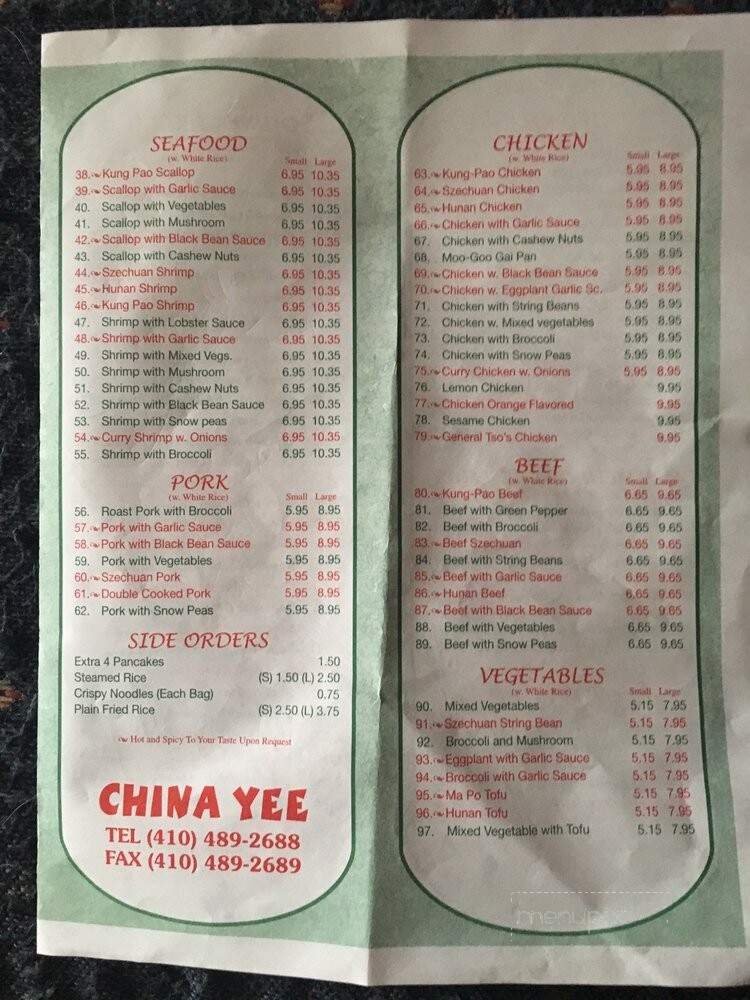 SEAFOOD
(w. White Rice) Small Large
38. Kung Pao Scallop 6.95 10.35
39. Scallop with Garlic Sauce 6.95 10.35
40. Scallop with Vegetables 6.95 10.35
41. Scallop with Mushroom 6.95 10.35
42. Scallop with Black Bean Sauce 6.95 10.35
43. Scallop with Cashew Nuts 6.95 10.35
44. Szechuan Shrimp 6.95 10.35
45. Hunan Shrimp 6.95 10.35
46. Kung Pao Shrimp 6.95 10.35
47. Shrimp with Lobster Sauce 6.95 10.35
48. Shrimp with Garlic Sauce 6.95 10.35
49. Shrimp with Mixed Vegs. 6.95 10.35
50. Shrimp with Mushroom 6.95 10.35
51. Shrimp with Cashew Nuts 6.95 10.35
52. Shrimp with Black Bean Sauce 6.95 10.35
53. Shrimp with Snow peas 6.95 10.35
54. Curry Shrimp w. Onions 6.95 10.35
55. Shrimp with Broccoli 6.95 10.35
PORK
(w. White Rice) Small Large
56. Roast Pork with Broccoli 5.95 8.95
57. Pork with Garlic Sauce 5.95 8.95
58. Pork with Black Bean Sauce 5.95 8.95
59. Pork with Vegetables 5.95 8.95
60. Szechuan Pork 5.95 8.95
61. Double Cooked Pork 5.95 8.95
62. Pork with Snow Peas 5.95 8.95
SIDE ORDERS
Extra 4 Pancakes 1.50
Steamed Rice (S) 1.50 (L) 2.50
Crispy Noodles (Each Bag) 0.75
Plain Fried Rice (S) 2.50 (L) 3.75
Hot and Spicy To Your Taste Upon Request
CHINA YEE
TEL (410) 489-2688
FAX (410) 489-2689
CHICKEN
(w. White Rice) Small Large
63. Kung-Pao Chicken 5.95 8.95
64. Szechuan Chicken 5.95 8.95
65. Hunan Chicken 5.95 8.95
66. Chicken with Garlic Sauce 5.95 8.95
67. Chicken with Cashew Nuts 5.95 8.95
68. Moo-Goo Gai Pan 5.95 8.95
69. Chicken w. Black Bean Sauce 5.95 8.95
70. Chicken w. Eggplant Garlic Sc. 5.95 8.95
71. Chicken with String Beans 5.95 8.95
72. Chicken w. Mixed vegetables 5.95 8.95
73. Chicken with Broccoli 5.95 8.95
74. Chicken with Snow Peas 5.95 8.95
75. Curry Chicken w. Onions 5.95 8.95
76. Lemon Chicken 9.95
77. Chicken Orange Flavored 9.95
78. Sesame Chicken 9.95
79. General Tso's Chicken 9.95
BEEF
(w. White Rice) Small Large
80. Kung-Pao Beef 6.65 9.65
81. Beef with Green Pepper 6.65 9.65
82. Beef with Broccoli 6.65 9.65
83. Beef Szechuan 6.65 9.65
84. Beef with String Beans 6.65 9.65
85. Beef with Garlic Sauce 6.65 9.65
86. Hunan Beef 6.65 9.65
87. Beef with Black Bean Sauce 6.65 9.65
88. Beef with Vegetables 6.65 9.65
89. Beef with Snow Peas 6.65 9.65
VEGETABLES
(w. White Rice) Small Large
90. Mixed Vegetables 5.15 7.95
91. Szechuan String Bean 5.15 7.95
92. Broccoli and Mushroom 5.15 7.95
93. Eggplant with Garlic Sauce 5.15 7.95
94. Broccoli with Garlic Sauce 5.15 7.95
95. Ma Po Tofu 5.15 7.95
96. Hunan Tofu 5.15 7.95
97. Mixed Vegetable with Tofu 5.15 7.95